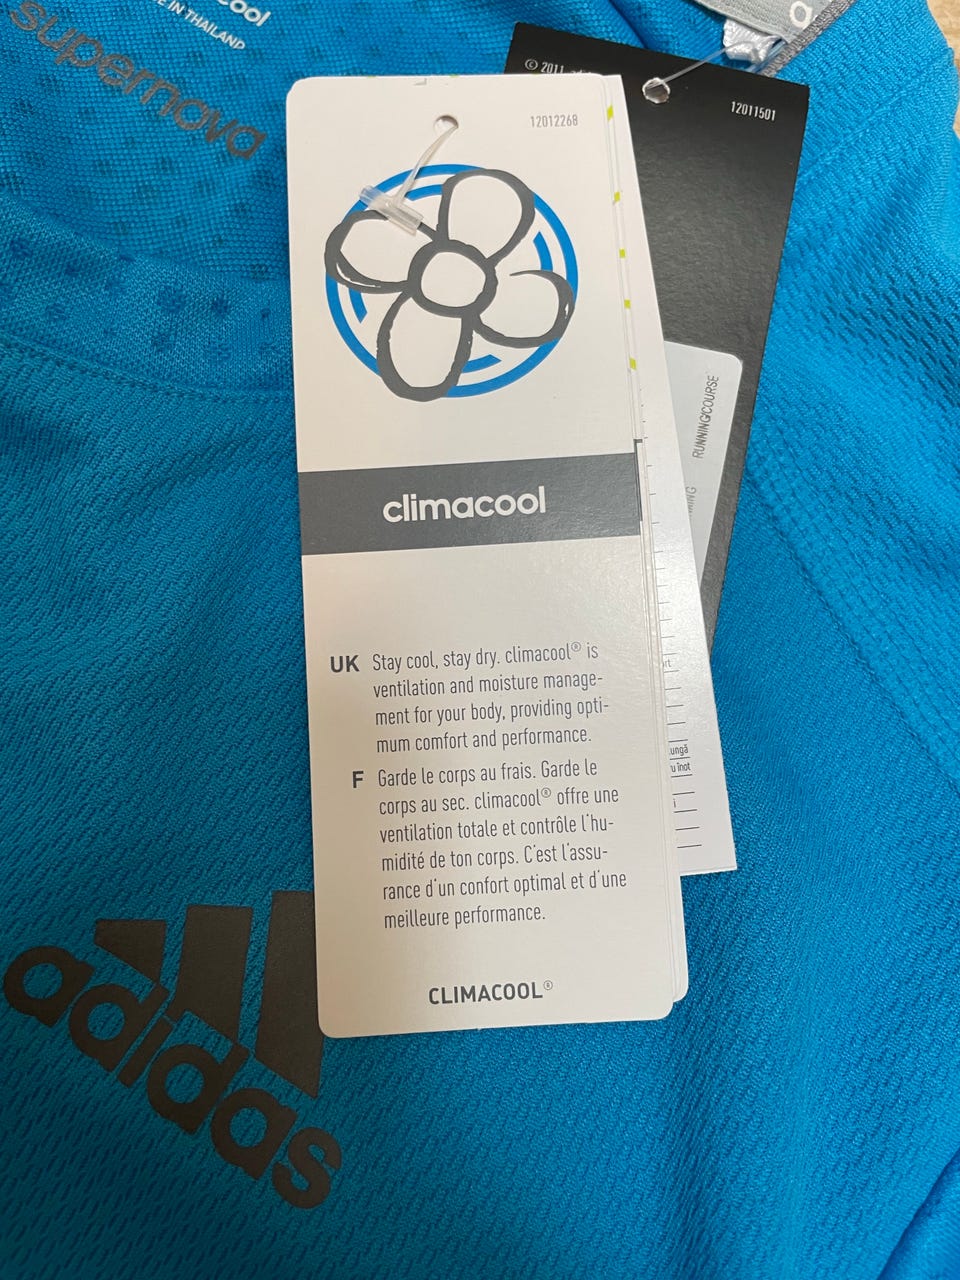 cool
E IN THAILAND
supernova
© 2011
12011501
12012268
climacool
UK Stay cool, stay dry. climacool® is
ventilation and moisture manage-
ment for your body, providing opti-
mum comfort and performance.
F Garde le corps au frais. Garde le
corps au sec. climacool® offre une
ventilation totale et contrôle l'hu-
midité de ton corps. C'est l'assu-
rance d'un confort optimal et d'une
meilleure performance.
CLIMACOOL®
RUNNING/COURSE
ungă
u înot
adidas